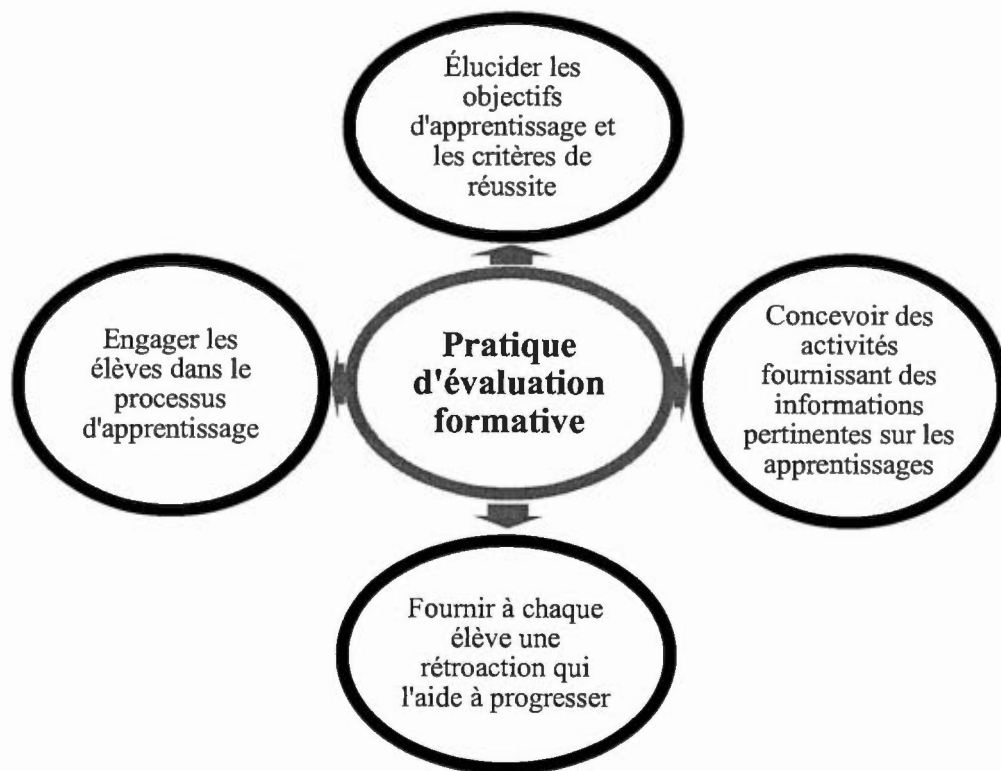 Élucider les
objectifs
d'apprentissage et
les critères de
réussite
Engager les
élèves dans le
processus
d'apprentissage
Pratique
d'évaluation
formative
Concevoir des
activités
fournissant des
informations
pertinentes sur les
apprentissages
Fournir à chaque
élève une
rétroaction qui
l'aide à progresser